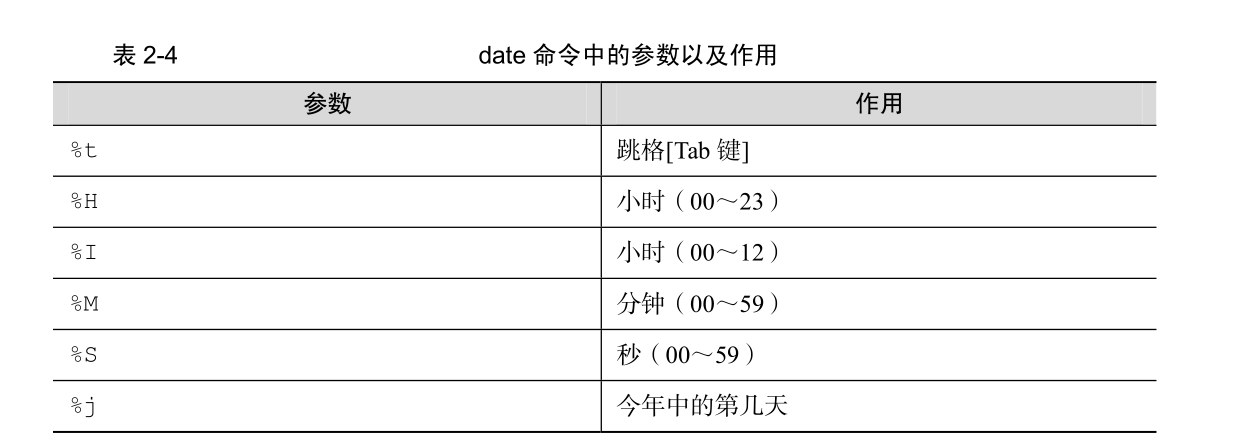 表 2-4 date 命令中的参数以及作用
参数 作用
%t 跳格[Tab 键]
%H 小时（00～23）
%I 小时（00～12）
%M 分钟（00～59）
%S 秒（00～59）
%j 今年中的第几天